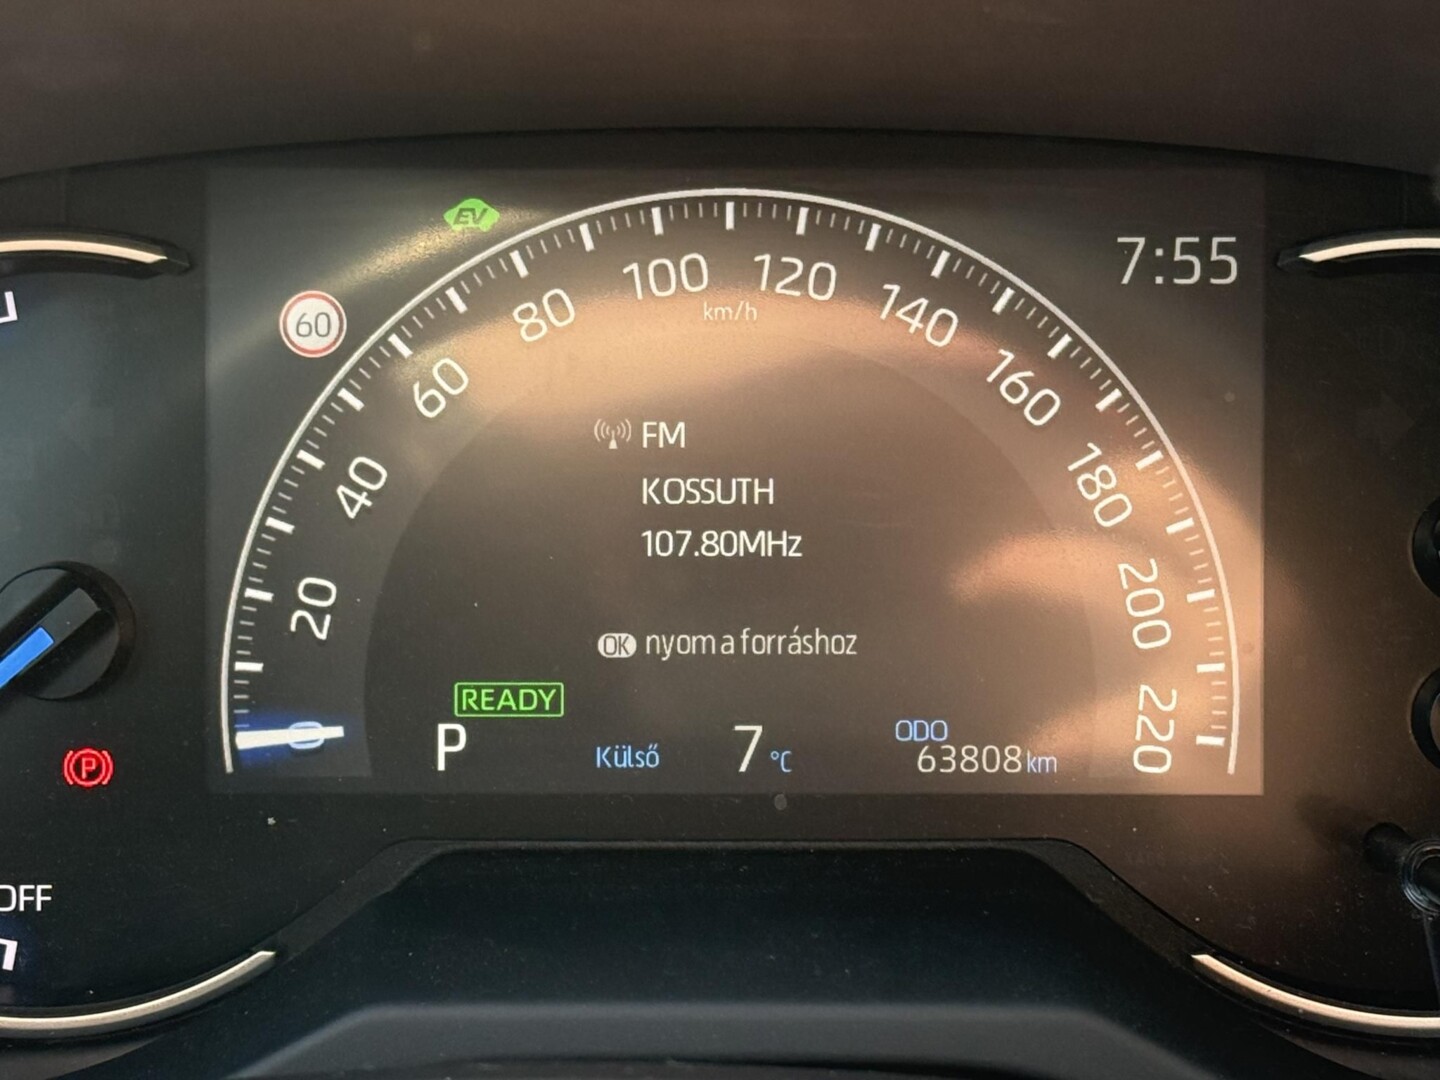 EV
7:55
60
20
40
60
80
100
120
140
160
180
200
220
km/h
FM
KOSSUTH
107.80MHz
OK nyom a forráshoz
READY
P
0
Külső 7 °C
ODO
63808 km
P
OFF